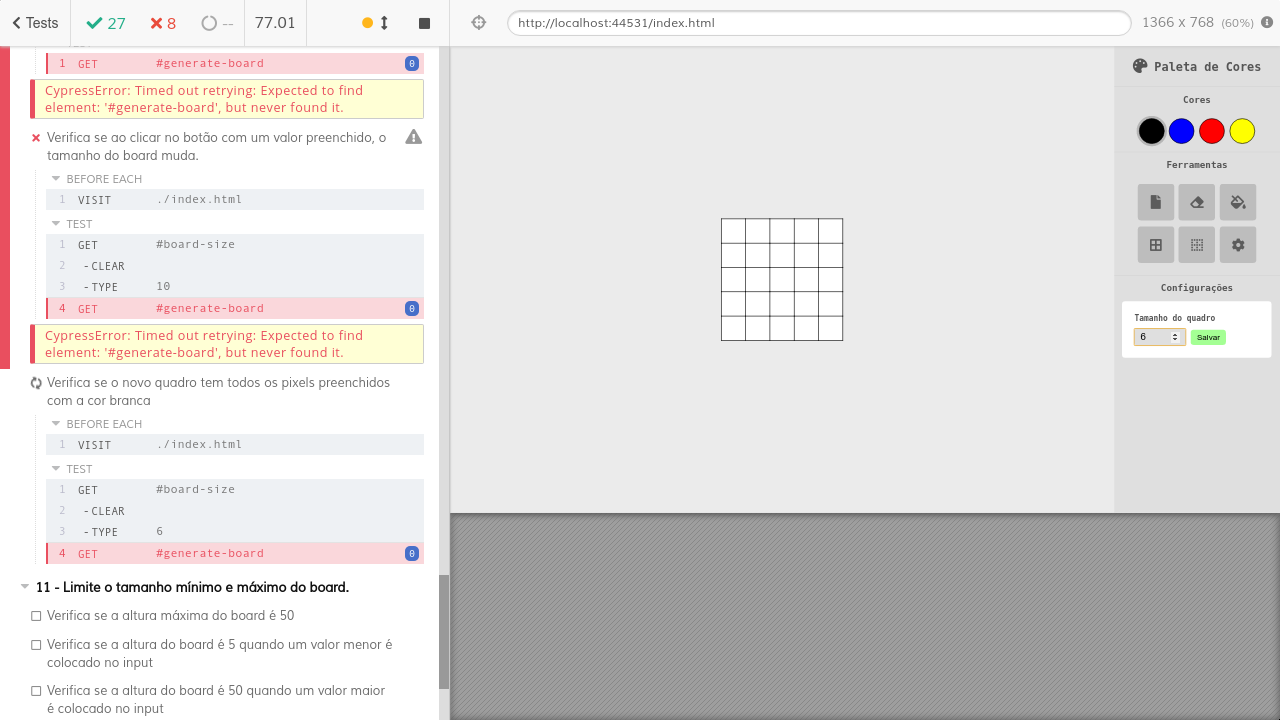 Tests
27
8
--
77.01
http://localhost:44531/index.html
1366 x 768 (60%)
1 GET #generate-board 0
CypressError: Timed out retrying: Expected to find
element: '#generate-board', but never found it.
Verifica se ao clicar no botão com um valor preenchido, o
tamanho do board muda.
BEFORE EACH
1 VISIT ./index.html
TEST
1 GET #board-size
2 -CLEAR
3 -TYPE 10
4 GET #generate-board 0
CypressError: Timed out retrying: Expected to find
element: '#generate-board', but never found it.
Verifica se o novo quadro tem todos os pixels preenchidos
com a cor branca
BEFORE EACH
1 VISIT ./index.html
TEST
1 GET #board-size
2 -CLEAR
3 -TYPE 6
4 GET #generate-board 0
11 - Limite o tamanho mínimo e máximo do board.
Verifica se a altura máxima do board é 50
Verifica se a altura do board é 5 quando um valor menor é
colocado no input
Verifica se a altura do board é 50 quando um valor maior
é colocado no input
Paleta de Cores
Cores
Ferramentas
Configurações
Tamanho do quadro
6 Salvar